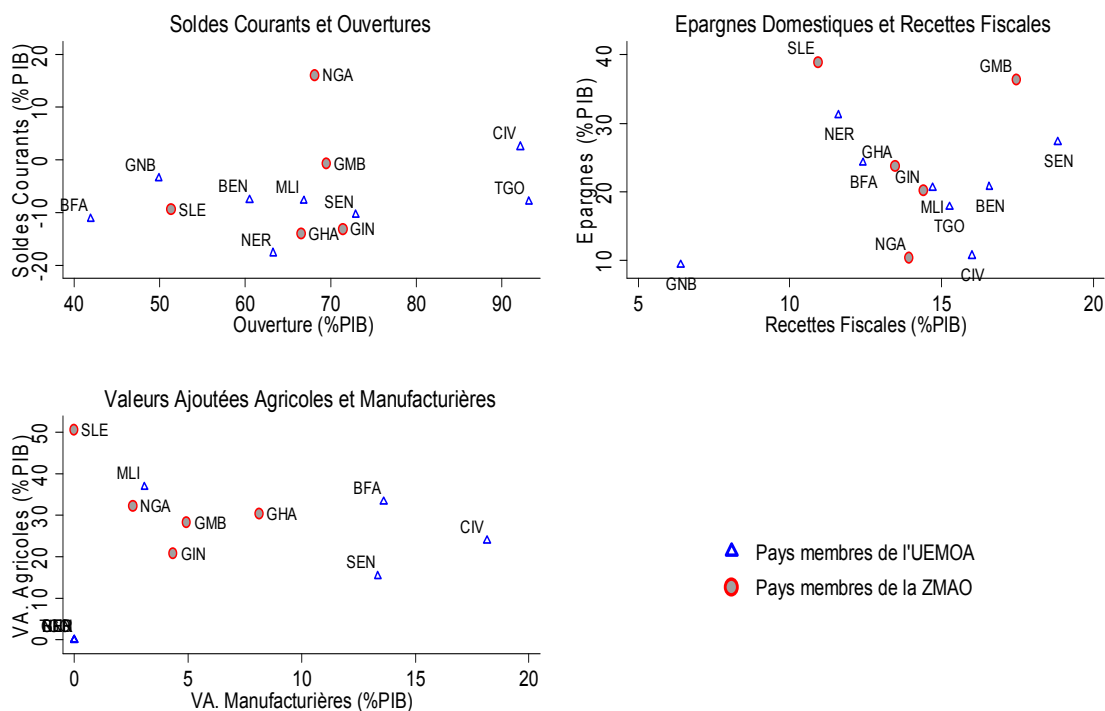 Soldes Courants et Ouvertures
Soldes Courants (%PIB)
20
10
0
-10
-20
NGA
CIV
GMB
GNB
BEN
MLI
SEN
TGO
BFA
SLE
GHA
GIN
NER
40
50
60
70
80
90
Ouverture (%PIB)
Epargnes Domestiques et Recettes Fiscales
Epargnes (%PIB)
40
30
20
10
SLE
GMB
NER
GHA
SEN
BFA
GIN
MLI
BEN
TGO
NGA
CIV
GNB
5
10
15
20
Recettes Fiscales (%PIB)
Valeurs Ajoutées Agricoles et Manufacturières
VA. Agricoles (%PIB)
50
40
30
20
10
0
SLE
MLI
NGA
BFA
GMB
GHA
CIV
GIN
SEN
0
5
10
15
20
VA. Manufacturières (%PIB)
Pays membres de l'UEMOA
Pays membres de la ZMAO